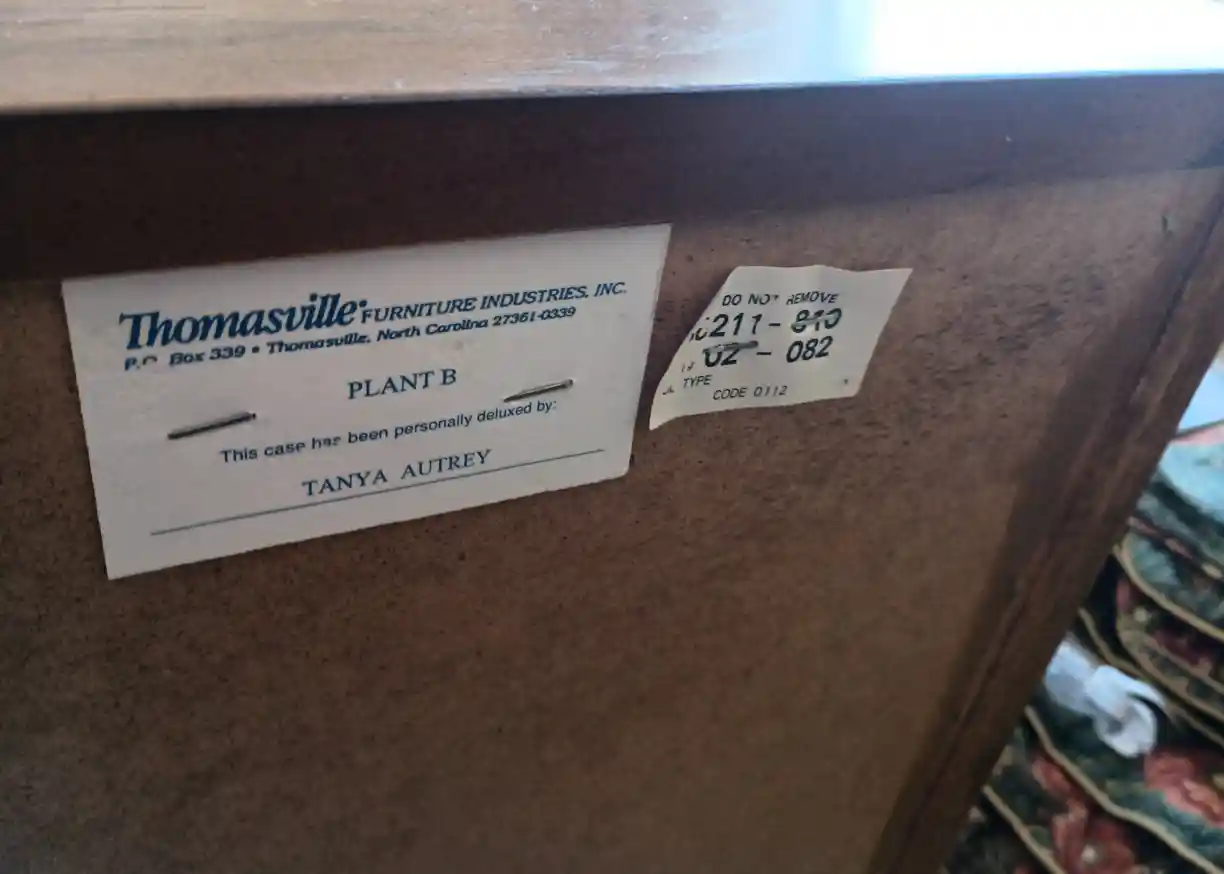 Thomasville FURNITURE INDUSTRIES, INC.
P.O. Box 339 • Thomasville, North Carolina 27361-0339
PLANT B
This case has been personally deluxed by:
TANYA AUTREY
DO NOT REMOVE
211 - 810
02 - 082
TYPE
CODE 0112